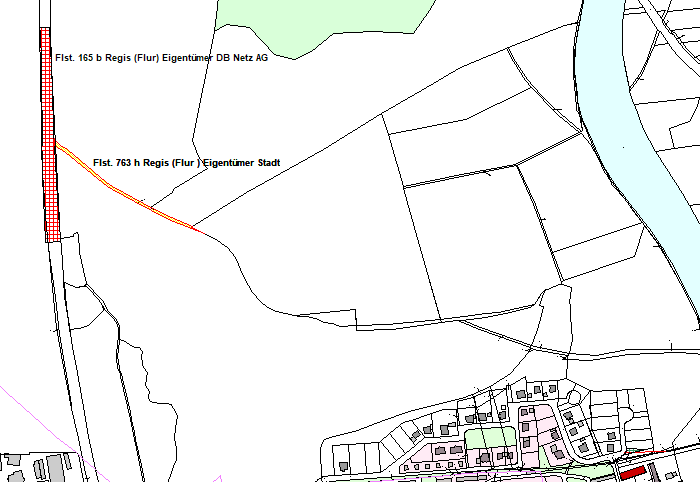 Flst. 165 b Regis (Flur) Eigentümer DB Netz AG
Flst. 763 h Regis (Flur ) Eigentümer Stadt